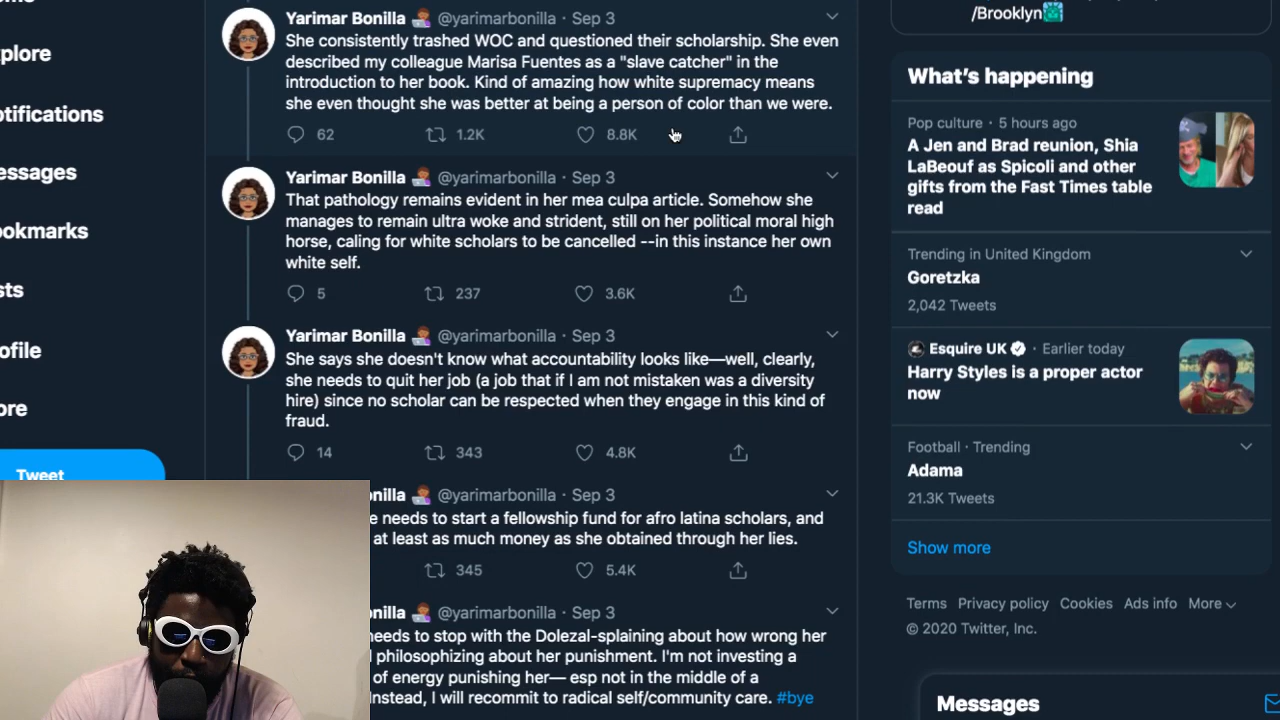 xplore
otifications
essages
ookmarks
sts
ofile
ore
Tweet
Yarimar Bonilla @yarimarbonilla · Sep 3
She consistently trashed WOC and questioned their scholarship. She even
described my colleague Marisa Fuentes as a "slave catcher" in the
introduction to her book. Kind of amazing how white supremacy means
she even thought she was better at being a person of color than we were.
62 1.2K 8.8K
Yarimar Bonilla @yarimarbonilla · Sep 3
That pathology remains evident in her mea culpa article. Somehow she
manages to remain ultra woke and strident, still on her political moral high
horse, caling for white scholars to be cancelled --in this instance her own
white self.
5 237 3.6K
Yarimar Bonilla @yarimarbonilla · Sep 3
She says she doesn't know what accountability looks like—well, clearly,
she needs to quit her job (a job that if I am not mistaken was a diversity
hire) since no scholar can be respected when they engage in this kind of
fraud.
14 343 4.8K
nilla @yarimarbonilla · Sep 3
e needs to start a fellowship fund for afro latina scholars, and
at least as much money as she obtained through her lies.
345 5.4K
nilla @yarimarbonilla · Sep 3
needs to stop with the Dolezal-splaining about how wrong her
philosophizing about her punishment. I'm not investing a
of energy punishing her— esp not in the middle of a
nstead, I will recommit to radical self/community care. #bye
/Brooklyn
What's happening
Pop culture · 5 hours ago
A Jen and Brad reunion, Shia
LaBeouf as Spicoli and other
gifts from the Fast Times table
read
Trending in United Kingdom
Goretzka
2,042 Tweets
Esquire UK · Earlier today
Harry Styles is a proper actor
now
Football · Trending
Adama
21.3K Tweets
Show more
Terms Privacy policy Cookies Ads info More
© 2020 Twitter, Inc.
Messages